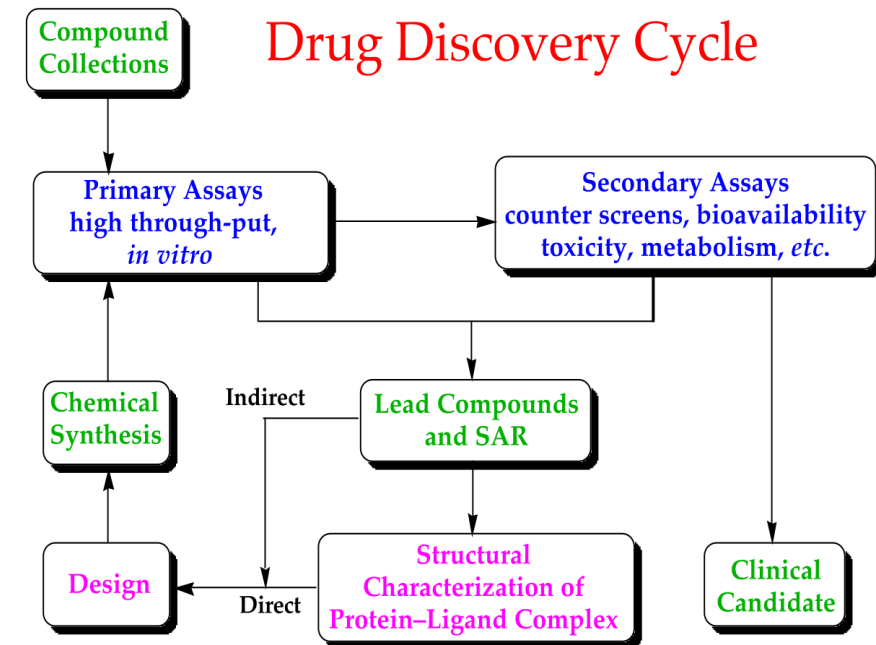 Compound
Collections
Drug Discovery Cycle
Primary Assays
high through-put,
in vitro
Secondary Assays
counter screens, bioavailability
toxicity, metabolism, etc.
Chemical
Synthesis
Indirect
Lead Compounds
and SAR
Design
Direct
Structural
Characterization of
Protein–Ligand Complex
Clinical
Candidate